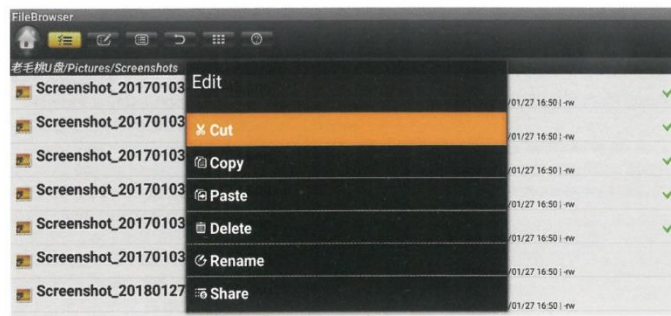 FileBrowser
老毛桃U盘/Pictures/Screenshots
Edit
Screenshot_20170103
/01/27 16:50 | -rw
Screenshot_20170103
Cut
/01/27 16:50 | -rw
Screenshot_20170103
Copy
/01/27 16:50 | -rw
Screenshot_20170103
Paste
/01/27 16:50 | -rw
Screenshot_20170103
Delete
/01/27 16:50 | -rw
Screenshot_20170103
Rename
/01/27 16:50 | -rw
Screenshot_20180127
Share
/01/27 16:50 | -rw